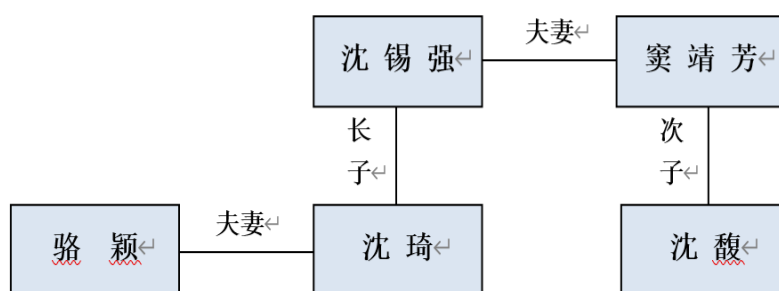 夫妻
沈 锡 强
窦 靖 芳
长
子
次
子
夫妻
骆 颖
沈 琦
沈 馥